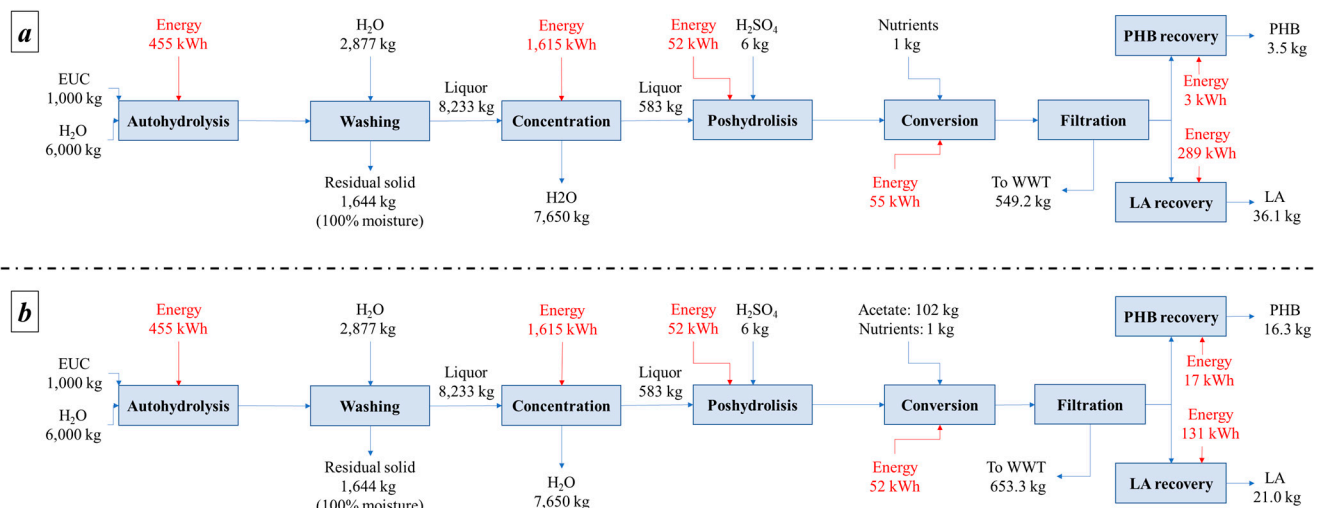 a
Energy
455 kWh
H₂O
2,877 kg
Energy
1,615 kWh
Energy
52 kWh
H₂SO₄
6 kg
Nutrients
1 kg
PHB recovery
PHB
3.5 kg
EUC
1,000 kg
H₂O
6,000 kg
Autohydrolysis
Washing
Liquor
8,233 kg
Concentration
Liquor
583 kg
Poshydrolisis
Conversion
Filtration
Energy
3 kWh
Energy
289 kWh
Residual solid
1,644 kg
(100% moisture)
H2O
7,650 kg
Energy
55 kWh
To WWT
549.2 kg
LA recovery
LA
36.1 kg
b
Energy
455 kWh
H₂O
2,877 kg
Energy
1,615 kWh
Energy
52 kWh
H₂SO₄
6 kg
Acetate: 102 kg
Nutrients: 1 kg
PHB recovery
PHB
16.3 kg
EUC
1,000 kg
H₂O
6,000 kg
Autohydrolysis
Washing
Liquor
8,233 kg
Concentration
Liquor
583 kg
Poshydrolisis
Conversion
Filtration
Energy
17 kWh
Energy
131 kWh
Residual solid
1,644 kg
(100% moisture)
H₂O
7,650 kg
Energy
52 kWh
To WWT
653.3 kg
LA recovery
LA
21.0 kg